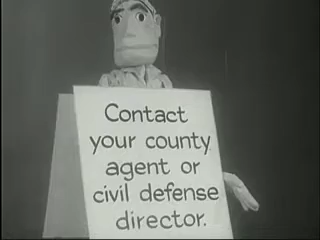 Contact
your county
agent or
civil defense
director.